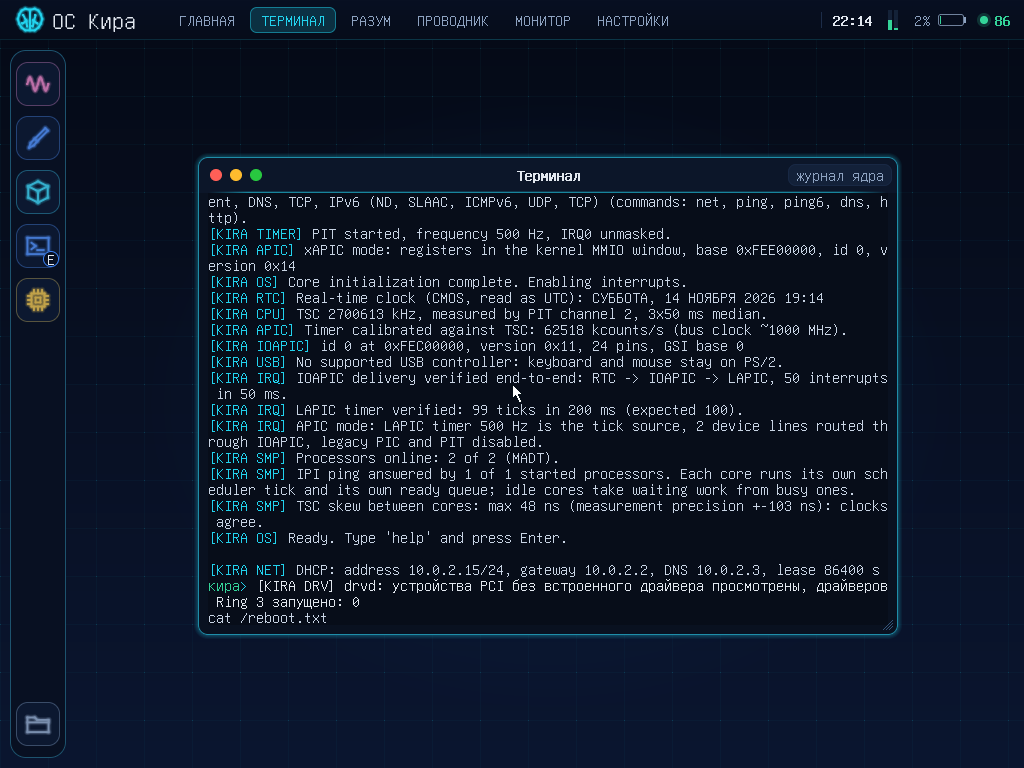 ОС Кира
ГЛАВНАЯ
ТЕРМИНАЛ
РАЗУМ
ПРОВОДНИК
МОНИТОР
НАСТРОЙКИ
22:14
2%
86
E
Терминал
журнал ядра
ent, DNS, TCP, IPv6 (ND, SLAAC, ICMPv6, UDP, TCP) (commands: net, ping, ping6, dns, h
ttp).
[KIRA TIMER] PIT started, frequency 500 Hz, IRQ0 unmasked.
[KIRA APIC] xAPIC mode: registers in the kernel MMIO window, base 0xFEE00000, id 0, v
ersion 0x14
[KIRA OS] Core initialization complete. Enabling interrupts.
[KIRA RTC] Real-time clock (CMOS, read as UTC): СУББОТА, 14 НОЯБРЯ 2026 19:14
[KIRA CPU] TSC 2700613 kHz, measured by PIT channel 2, 3x50 ms median.
[KIRA APIC] Timer calibrated against TSC: 62518 kcounts/s (bus clock ~1000 MHz).
[KIRA IOAPIC] id 0 at 0xFEC00000, version 0x11, 24 pins, GSI base 0
[KIRA USB] No supported USB controller: keyboard and mouse stay on PS/2.
[KIRA IRQ] IOAPIC delivery verified end-to-end: RTC -> IOAPIC -> LAPIC, 50 interrupts
in 50 ms.
[KIRA IRQ] LAPIC timer verified: 99 ticks in 200 ms (expected 100).
[KIRA IRQ] APIC mode: LAPIC timer 500 Hz is the tick source, 2 device lines routed th
rough IOAPIC, legacy PIC and PIT disabled.
[KIRA SMP] Processors online: 2 of 2 (MADT).
[KIRA SMP] IPI ping answered by 1 of 1 started processors. Each core runs its own sch
eduler tick and its own ready queue; idle cores take waiting work from busy ones.
[KIRA SMP] TSC skew between cores: max 48 ns (measurement precision +-103 ns): clocks
agree.
[KIRA OS] Ready. Type 'help' and press Enter.
[KIRA NET] DHCP: address 10.0.2.15/24, gateway 10.0.2.2, DNS 10.0.2.3, lease 86400 s
кира> [KIRA DRV] drvd: устройства PCI без встроенного драйвера просмотрены, драйверов
Ring 3 запущено: 0
cat /reboot.txt